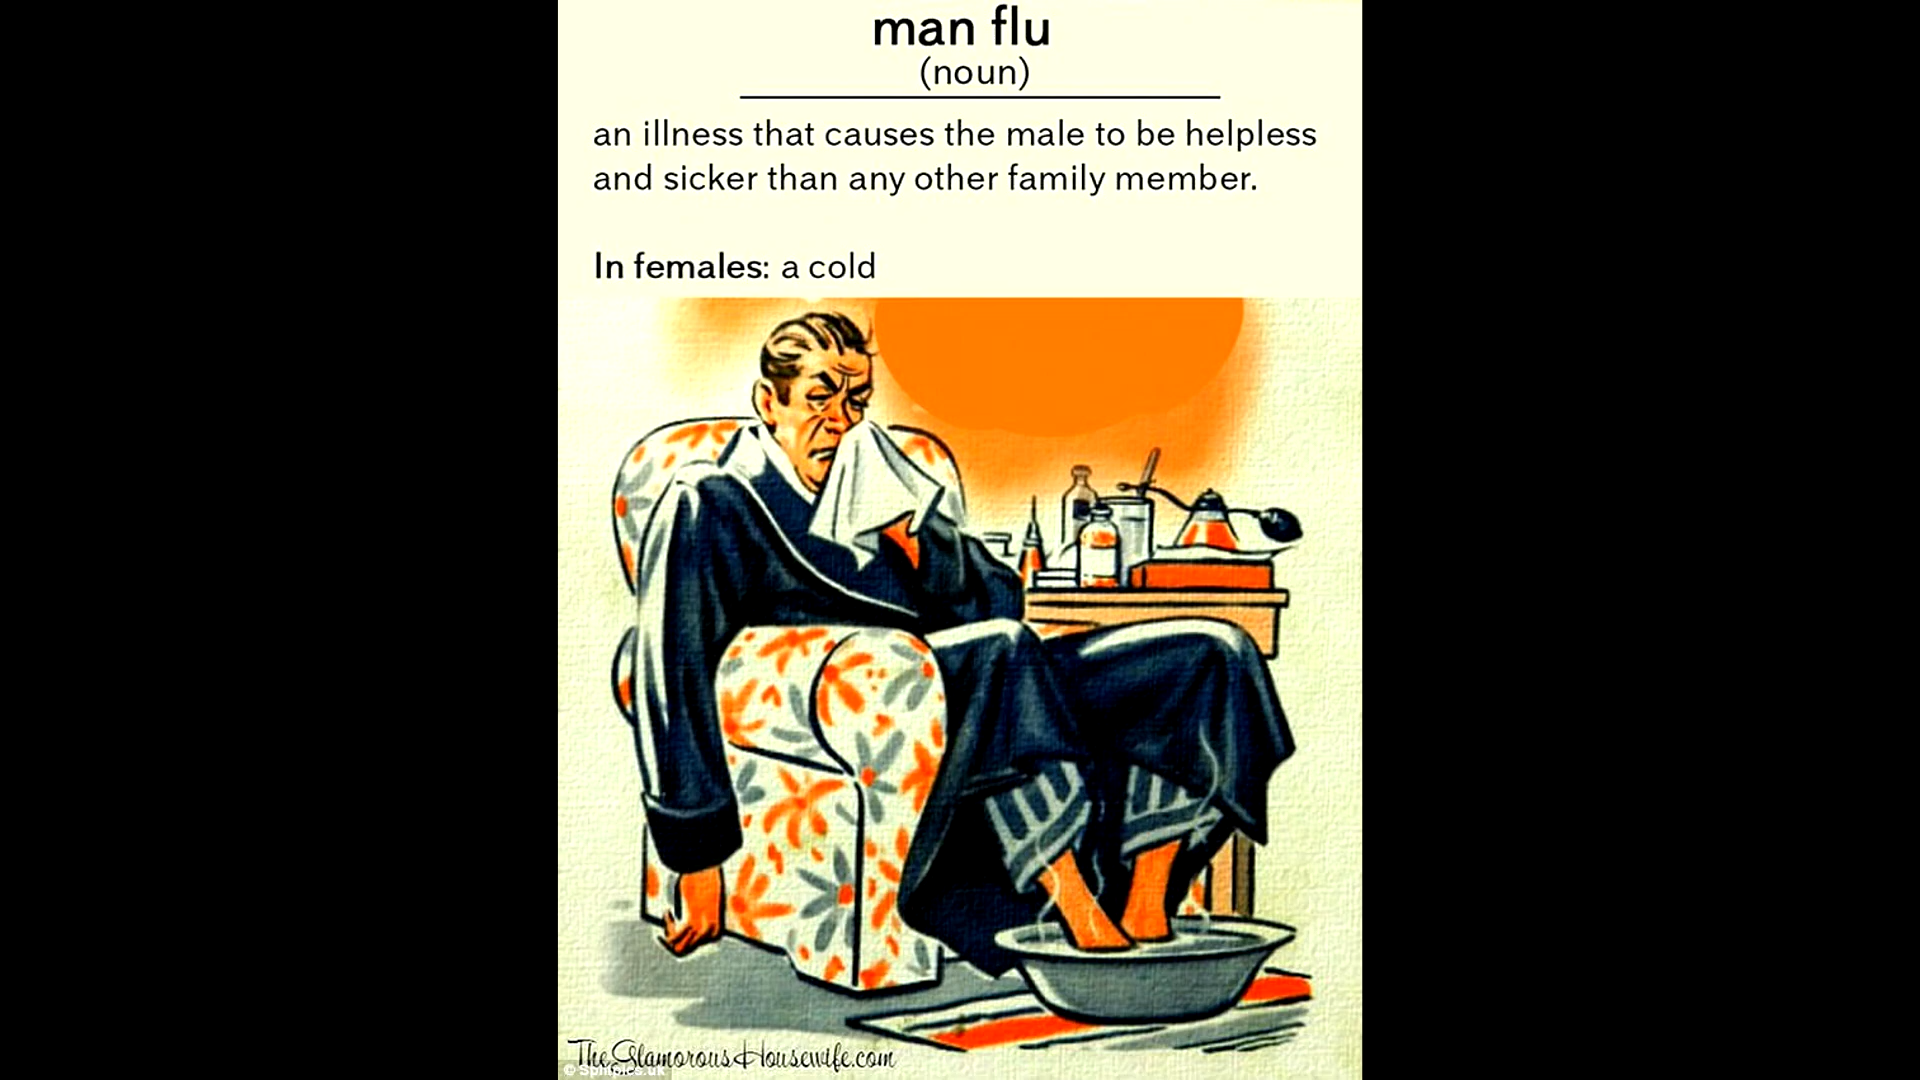 man flu
(noun)
an illness that causes the male to be helpless
and sicker than any other family member.
In females: a cold
TheGlamorousHousewife.com